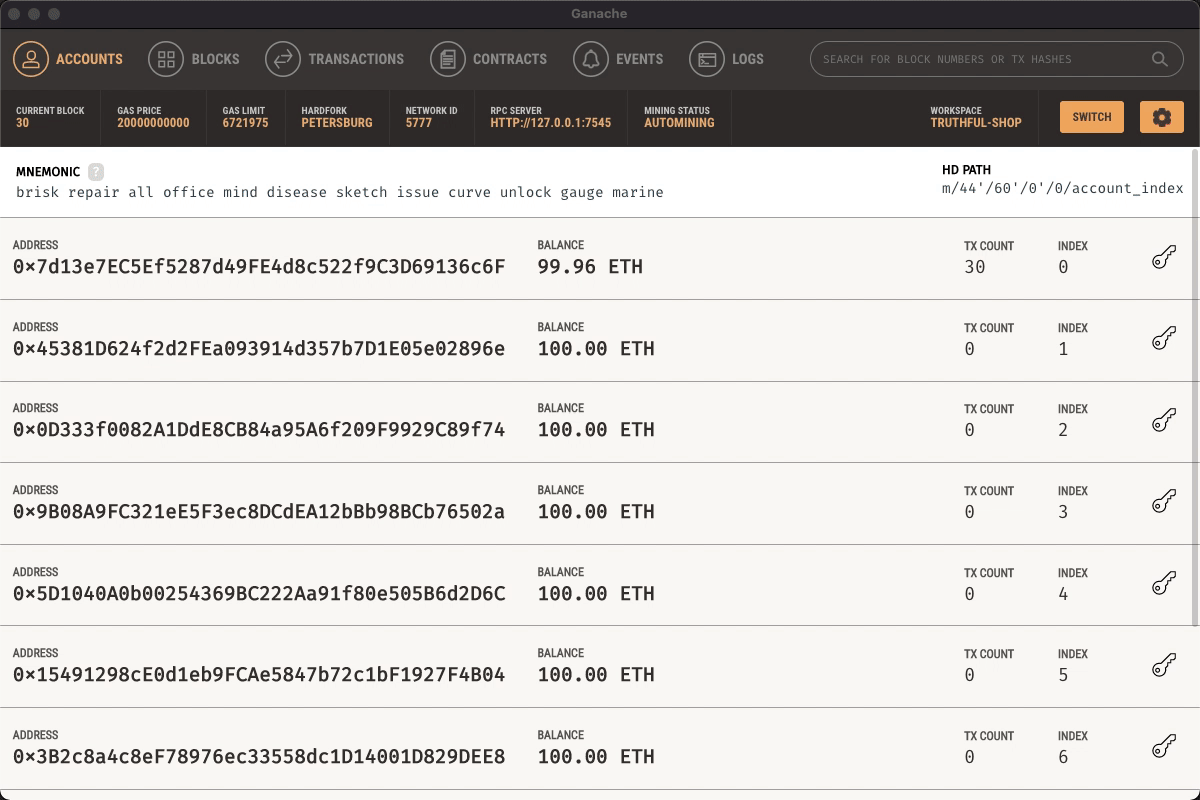 Ganache
ACCOUNTS BLOCKS TRANSACTIONS CONTRACTS EVENTS LOGS SEARCH FOR BLOCK NUMBERS OR TX HASHES
CURRENT BLOCK GAS PRICE GAS LIMIT HARDFORK NETWORK ID RPC SERVER MINING STATUS WORKSPACE
30 20000000000 6721975 PETERSBURG 5777 HTTP://127.0.0.1:7545 AUTOMINING TRUTHFUL-SHOP SWITCH
MNEMONIC ? HD PATH
brisk repair all office mind disease sketch issue curve unlock gauge marine m/44'/60'/0'/0/account_index
ADDRESS BALANCE TX COUNT INDEX
0×7d13e7EC5Ef5287d49FE4d8c522f9C3D69136c6F 99.96 ETH 30 0
ADDRESS BALANCE TX COUNT INDEX
0×45381D624f2d2FEa093914d357b7D1E05e02896e 100.00 ETH 0 1
ADDRESS BALANCE TX COUNT INDEX
0×0D333f0082A1DdE8CB84a95A6f209F9929C89f74 100.00 ETH 0 2
ADDRESS BALANCE TX COUNT INDEX
0×9B08A9FC321eE5F3ec8DCdEA12bBb98BCb76502a 100.00 ETH 0 3
ADDRESS BALANCE TX COUNT INDEX
0×5D1040A0b00254369BC222Aa91f80e505B6d2D6C 100.00 ETH 0 4
ADDRESS BALANCE TX COUNT INDEX
0×15491298cE0d1eb9FCAe5847b72c1bF1927F4B04 100.00 ETH 0 5
ADDRESS BALANCE TX COUNT INDEX
0×3B2c8a4c8eF78976ec33558dc1D14001D829DEE8 100.00 ETH 0 6